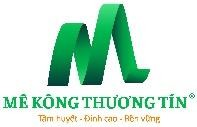 MÊ KÔNG THƯƠNG TÍN®
Tâm huyết - Đỉnh cao - Bền vững